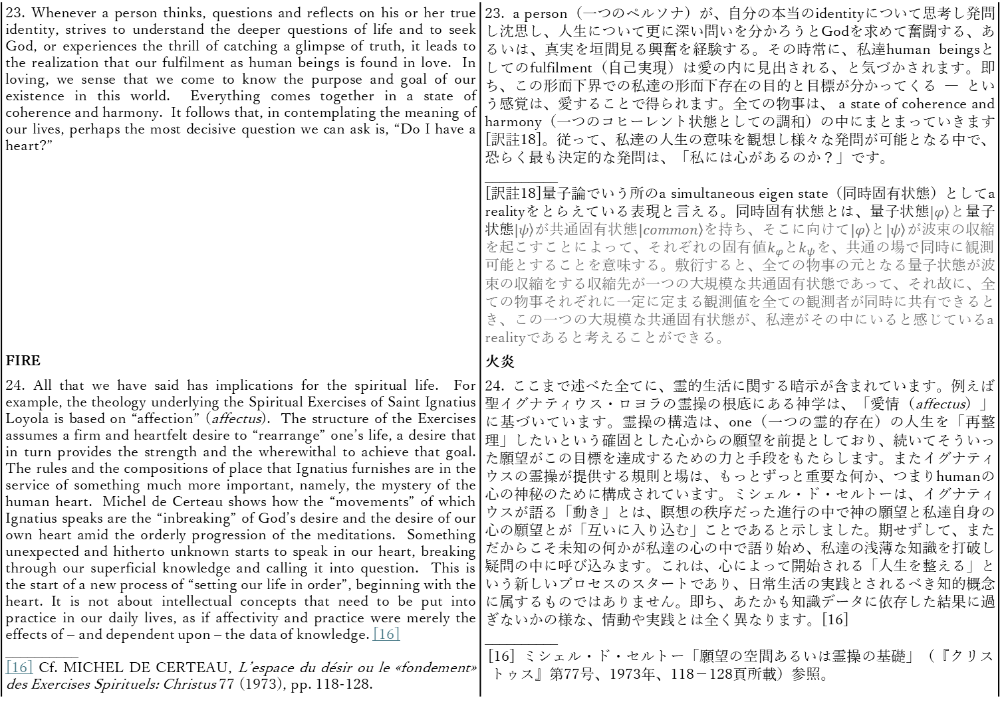 23. Whenever a person thinks, questions and reflects on his or her true
identity, strives to understand the deeper questions of life and to seek
God, or experiences the thrill of catching a glimpse of truth, it leads to
the realization that our fulfilment as human beings is found in love. In
loving, we sense that we come to know the purpose and goal of our
existence in this world. Everything comes together in a state of
coherence and harmony. It follows that, in contemplating the meaning of
our lives, perhaps the most decisive question we can ask is, “Do I have a
heart?”
FIRE
24. All that we have said has implications for the spiritual life. For
example, the theology underlying the Spiritual Exercises of Saint Ignatius
Loyola is based on “affection” (affectus). The structure of the Exercises
assumes a firm and heartfelt desire to “rearrange” one’s life, a desire that
in turn provides the strength and the wherewithal to achieve that goal.
The rules and the compositions of place that Ignatius furnishes are in the
service of something much more important, namely, the mystery of the
human heart. Michel de Certeau shows how the “movements” of which
Ignatius speaks are the “inbreaking” of God’s desire and the desire of our
own heart amid the orderly progression of the meditations. Something
unexpected and hitherto unknown starts to speak in our heart, breaking
through our superficial knowledge and calling it into question. This is
the start of a new process of “setting our life in order”, beginning with the
heart. It is not about intellectual concepts that need to be put into
practice in our daily lives, as if affectivity and practice were merely the
effects of – and dependent upon – the data of knowledge. [16]
[16] Cf. MICHEL DE CERTEAU, L’espace du désir ou le «fondement»
des Exercises Spirituels: Christus 77 (1973), pp. 118-128.
23. a person（一つのペルソナ）が、自分の本当のidentityについて思考し発問
し沈思し、人生について更に深い問いを分かろうとGodを求めて奮闘する、あ
るいは、真実を垣間見る興奮を経験する。その時常に、私達human beingsと
してのfulfilment（自己実現）は愛の内に見出される、と気づかされます。即
ち、この形而下界での私達の形而下存在の目的と目標が分かってくる ― とい
う感覚は、愛することで得られます。全ての物事は、 a state of coherence and
harmony（一つのコヒーレント状態としての調和）の中にまとまっていきます
[訳註18]。従って、私達の人生の意味を観想し様々な発問が可能となる中で、
恐らく最も決定的な発問は、「私には心があるのか？」です。
[訳註18]量子論でいう所のa simultaneous eigen state（同時固有状態）としてa
realityをとらえている表現と言える。同時固有状態とは、量子状態|φ⟩と量子
状態|ψ⟩が共通固有状態|common⟩を持ち、そこに向けて|φ⟩と|ψ⟩が波束の収縮
を起こすことによって、それぞれの固有値kφとkψを、共通の場で同時に観測
可能とすることを意味する。敷衍すると、全ての物事の元となる量子状態が波
束の収縮をする収縮先が一つの大規模な共通固有状態であって、それ故に、全
ての物事それぞれに一定に定まる観測値を全ての観測者が同時に共有できると
き、この一つの大規模な共通固有状態が、私達がその中にいると感じているa
realityであると考えることができる。
火炎
24. ここまで述べた全てに、霊的生活に関する暗示が含まれています。例えば
聖イグナティウス・ロヨラの霊操の根底にある神学は、「愛情（affectus）」
に基づいています。霊操の構造は、one（一つの霊的存在）の人生を「再整
理」したいという確固とした心からの願望を前提としており、続いてそういっ
た願望がこの目標を達成するための力と手段をもたらします。またイグナティ
ウスの霊操が提供する規則と場は、もっとずっと重要な何か、つまりhumanの
心の神秘のために構成されています。ミシェル・ド・セルトーは、イグナティ
ウスが語る「動き」とは、瞑想の秩序だった進行の中で神の願望と私達自身の
心の願望とが「互いに入り込む」ことであると示しました。期せずして、また
だからこそ未知の何かが私達の心の中で語り始め、私達の浅薄な知識を打破し
疑問の中に呼び込みます。これは、心によって開始される「人生を整える」と
いう新しいプロセスのスタートであり、日常生活の実践とされるべき知的概念
に属するものではありません。即ち、あたかも知識データに依存した結果に過
ぎないかの様な、情動や実践とは全く異なります。[16]
[16] ミシェル・ド・セルトー「願望の空間あるいは霊操の基礎」（『クリス
トゥス』第77号、1973年、118－128頁所載）参照。